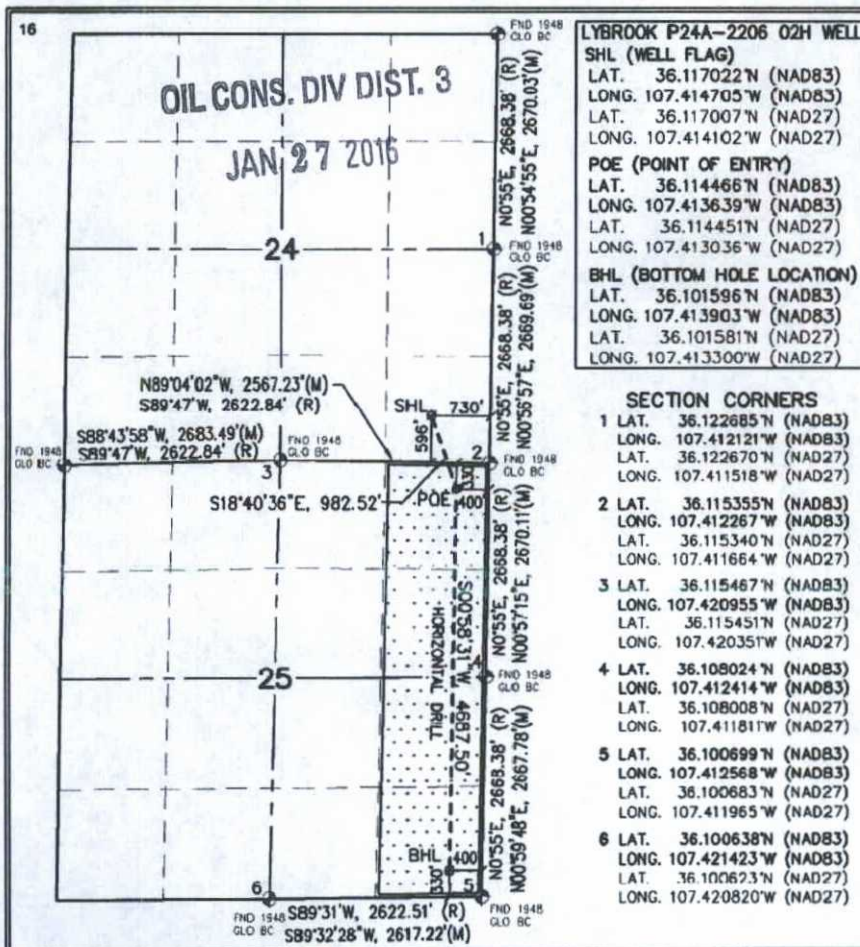 16
OIL CONS. DIV DIST. 3
JAN 27 2016
FND 1948
GLO BC
N0°55'E, 2668.38' (R)
N00°54'55"E, 2670.03'(M)
24
1
FND 1948
GLO BC
N0°55'E, 2668.38' (R)
N00°56'57"E, 2669.69'(M)
N89°04'02"W, 2567.23'(M)
S89°47'W, 2622.84' (R)
SHL
730'
596'
S88°43'58"W, 2683.49'(M)
S89°47'W, 2622.84' (R)
FND 1948
GLO BC
FND 1948
GLO BC
3
2
FND 1948
GLO BC
S18°40'36"E, 982.52'
POE
330'
400'
N0°55'E, 2668.38' (R)
N00°57'15"E, 2670.11'(M)
S00°58'31"W 4687.50'
HORIZONTAL DRILL
25
4
FND 1948
GLO BC
N0°55'E, 2668.38' (R)
N00°59'48"E, 2667.78'(M)
BHL
400'
330'
6
5
FND 1948
GLO BC
FND 1948
GLO BC
S89°31'W, 2622.51' (R)
S89°32'28"W, 2617.22'(M)
LYBROOK P24A-2206 02H WELL
SHL (WELL FLAG)
LAT. 36.117022°N (NAD83)
LONG. 107.414705°W (NAD83)
LAT. 36.117007°N (NAD27)
LONG. 107.414102°W (NAD27)
POE (POINT OF ENTRY)
LAT. 36.114466°N (NAD83)
LONG. 107.413639°W (NAD83)
LAT. 36.114451°N (NAD27)
LONG. 107.413036°W (NAD27)
BHL (BOTTOM HOLE LOCATION)
LAT. 36.101596°N (NAD83)
LONG. 107.413903°W (NAD83)
LAT. 36.101581°N (NAD27)
LONG. 107.413300°W (NAD27)
SECTION CORNERS
1 LAT. 36.122685°N (NAD83)
LONG. 107.412121°W (NAD83)
LAT. 36.122670°N (NAD27)
LONG. 107.411518°W (NAD27)
2 LAT. 36.115355°N (NAD83)
LONG. 107.412267°W (NAD83)
LAT. 36.115340°N (NAD27)
LONG. 107.411664°W (NAD27)
3 LAT. 36.115467°N (NAD83)
LONG. 107.420955°W (NAD83)
LAT. 36.115451°N (NAD27)
LONG. 107.420351°W (NAD27)
4 LAT. 36.108024°N (NAD83)
LONG. 107.412414°W (NAD83)
LAT. 36.108008°N (NAD27)
LONG. 107.411811°W (NAD27)
5 LAT. 36.100699°N (NAD83)
LONG. 107.412568°W (NAD83)
LAT. 36.100683°N (NAD27)
LONG. 107.411965°W (NAD27)
6 LAT. 36.100638°N (NAD83)
LONG. 107.421423°W (NAD83)
LAT. 36.100623°N (NAD27)
LONG. 107.420820°W (NAD27)